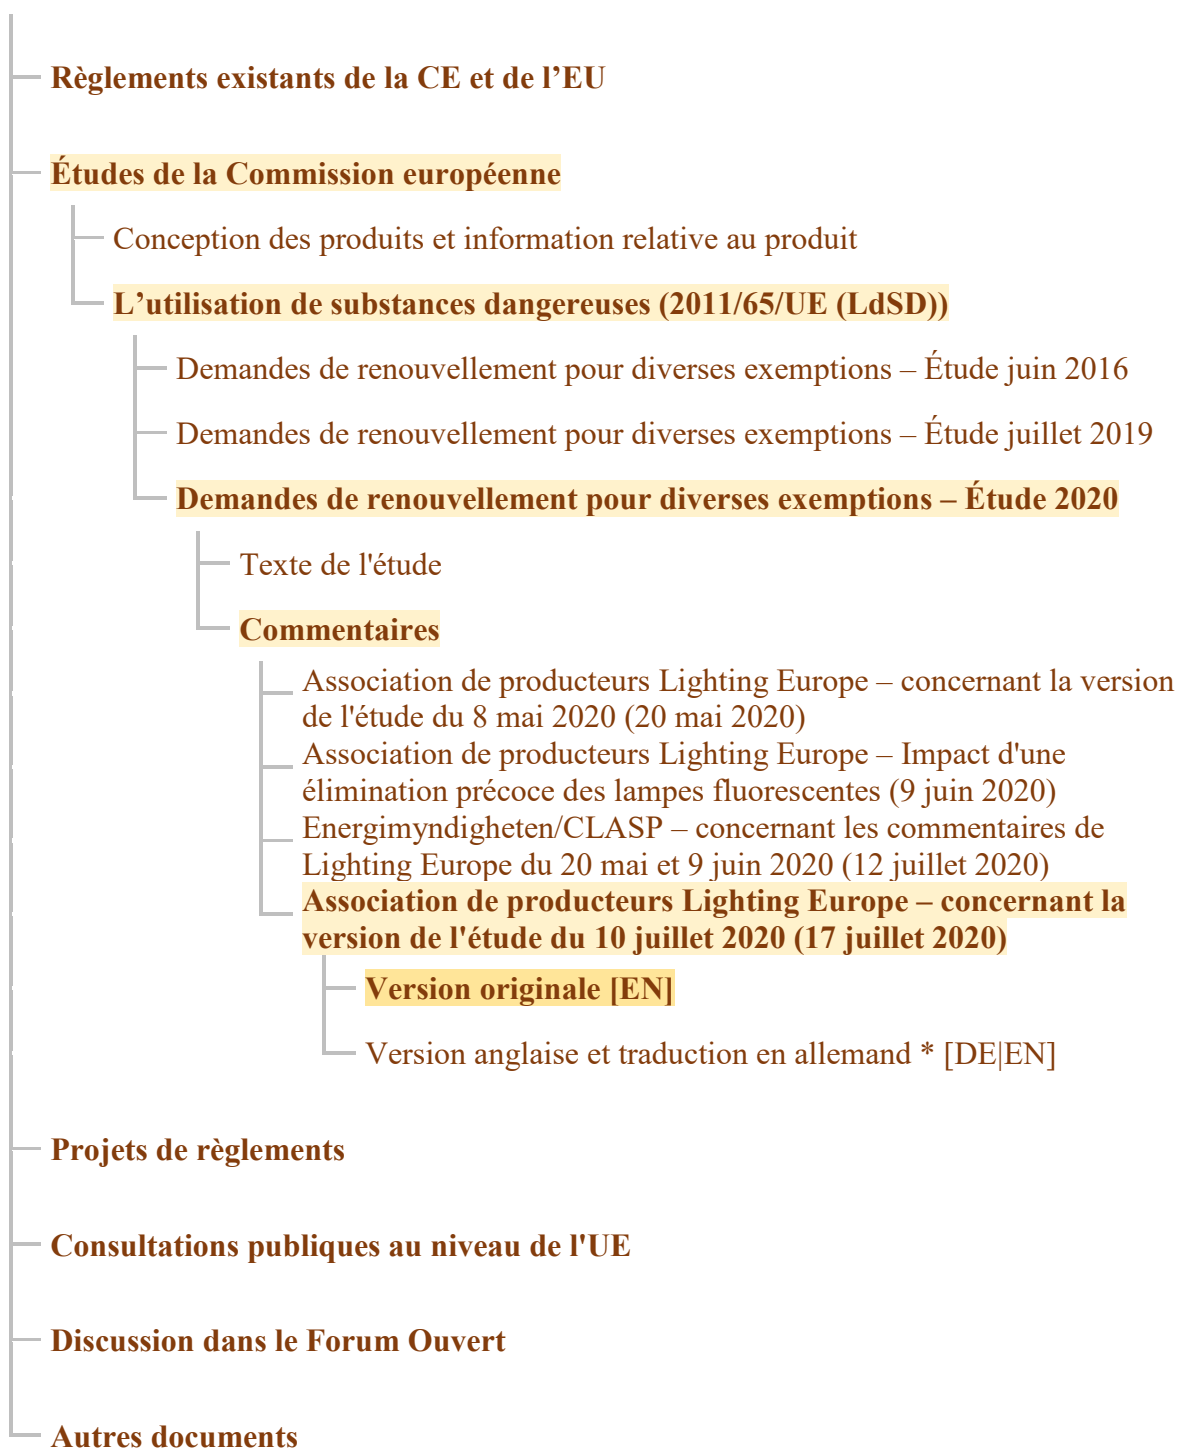 Règlements existants de la CE et de l’EU
Études de la Commission européenne
Conception des produits et information relative au produit
L’utilisation de substances dangereuses (2011/65/UE (LdSD))
Demandes de renouvellement pour diverses exemptions – Étude juin 2016
Demandes de renouvellement pour diverses exemptions – Étude juillet 2019
Demandes de renouvellement pour diverses exemptions – Étude 2020
Texte de l'étude
Commentaires
Association de producteurs Lighting Europe – concernant la version
de l'étude du 8 mai 2020 (20 mai 2020)
Association de producteurs Lighting Europe – Impact d'une
élimination précoce des lampes fluorescentes (9 juin 2020)
Energimyndigheten/CLASP – concernant les commentaires de
Lighting Europe du 20 mai et 9 juin 2020 (12 juillet 2020)
Association de producteurs Lighting Europe – concernant la
version de l'étude du 10 juillet 2020 (17 juillet 2020)
Version originale [EN]
Version anglaise et traduction en allemand * [DE|EN]
Projets de règlements
Consultations publiques au niveau de l'UE
Discussion dans le Forum Ouvert
Autres documents